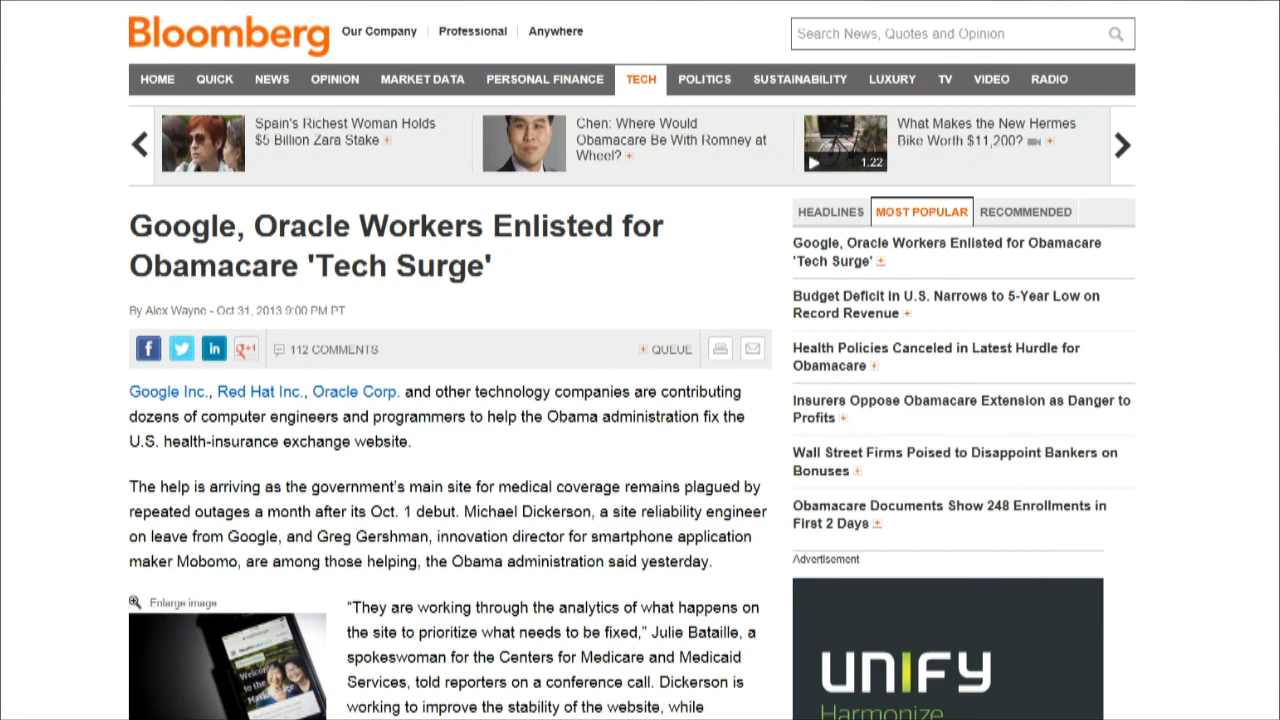 Bloomberg
Our Company
Professional
Anywhere
Search News, Quotes and Opinion
HOME QUICK NEWS OPINION MARKET DATA PERSONAL FINANCE TECH POLITICS SUSTAINABILITY LUXURY TV VIDEO RADIO
Spain's Richest Woman Holds
$5 Billion Zara Stake +
Chen: Where Would
Obamacare Be With Romney at
Wheel? +
1:22
What Makes the New Hermes
Bike Worth $11,200? +
Google, Oracle Workers Enlisted for
Obamacare 'Tech Surge'
By Alex Wayne - Oct 31, 2013 9:00 PM PT
f in g+1 112 COMMENTS + QUEUE
Google Inc., Red Hat Inc., Oracle Corp. and other technology companies are contributing
dozens of computer engineers and programmers to help the Obama administration fix the
U.S. health-insurance exchange website.
The help is arriving as the government's main site for medical coverage remains plagued by
repeated outages a month after its Oct. 1 debut. Michael Dickerson, a site reliability engineer
on leave from Google, and Greg Gershman, innovation director for smartphone application
maker Mobomo, are among those helping, the Obama administration said yesterday.
Enlarge image
Welcome
to the
“They are working through the analytics of what happens on
the site to prioritize what needs to be fixed,” Julie Bataille, a
spokeswoman for the Centers for Medicare and Medicaid
Services, told reporters on a conference call. Dickerson is
working to improve the stability of the website, while
HEADLINES MOST POPULAR RECOMMENDED
Google, Oracle Workers Enlisted for Obamacare
'Tech Surge' +
Budget Deficit in U.S. Narrows to 5-Year Low on
Record Revenue +
Health Policies Canceled in Latest Hurdle for
Obamacare +
Insurers Oppose Obamacare Extension as Danger to
Profits +
Wall Street Firms Poised to Disappoint Bankers on
Bonuses +
Obamacare Documents Show 248 Enrollments in
First 2 Days +
Advertisement
UNIFY
Harmonize